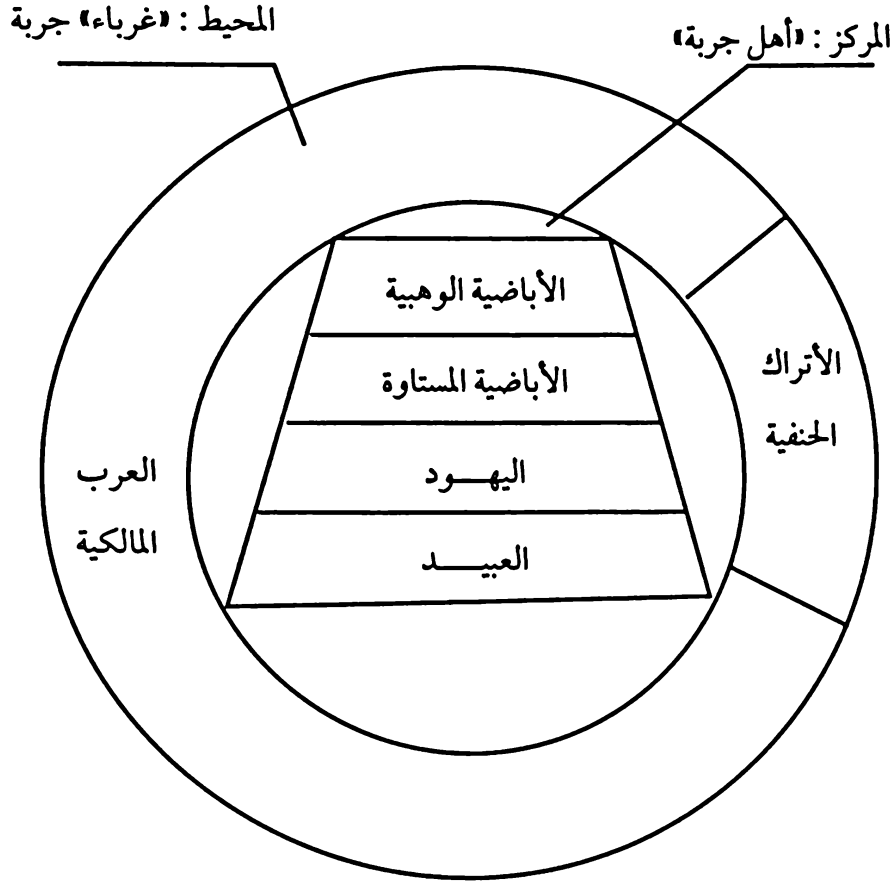 المركز : «أهل جربة»
المحيط : «غرباء» جربة
الأباضية الوهبية
الأباضية المستاوة
اليهـــود
العبيـــد
الأتراك
الحنفية
العرب
المالكية